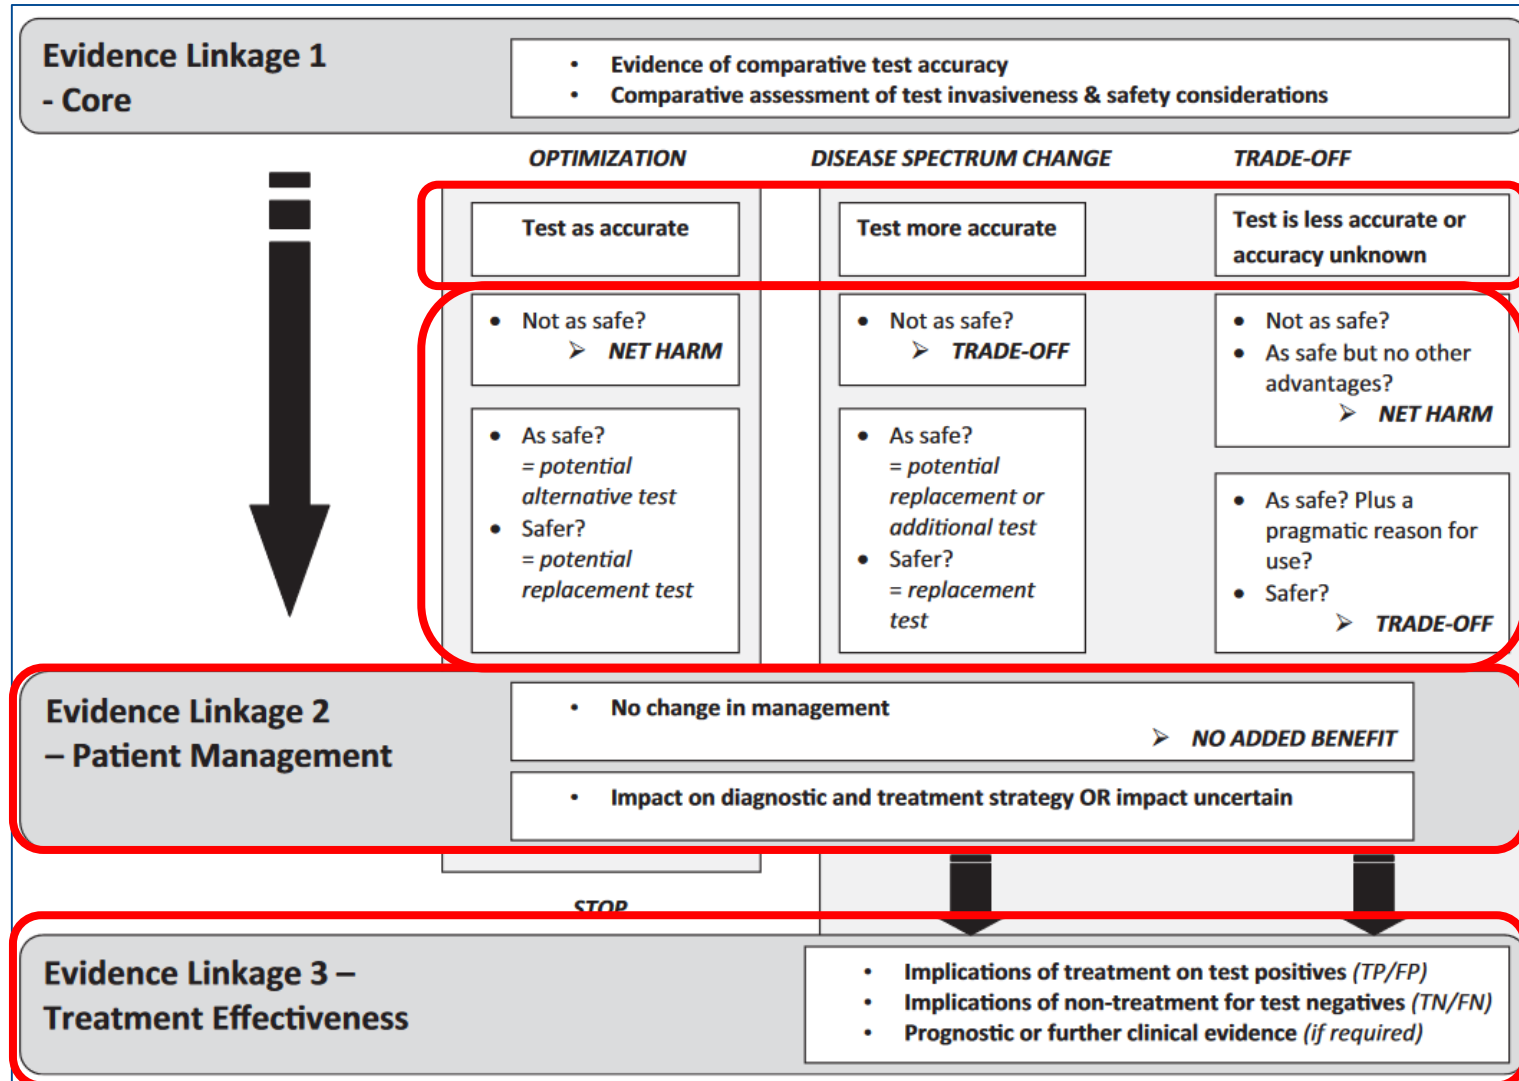 Evidence Linkage 1
- Core
• Evidence of comparative test accuracy
• Comparative assessment of test invasiveness & safety considerations
OPTIMIZATION
DISEASE SPECTRUM CHANGE
TRADE-OFF
Test as accurate
Test more accurate
Test is less accurate or
accuracy unknown
• Not as safe?
➤ NET HARM
• As safe?
= potential
alternative test
• Safer?
= potential
replacement test
• Not as safe?
➤ TRADE-OFF
• As safe?
= potential
replacement or
additional test
• Safer?
= replacement
test
• Not as safe?
• As safe but no other
advantages?
➤ NET HARM
• As safe? Plus a
pragmatic reason for
use?
• Safer?
➤ TRADE-OFF
Evidence Linkage 2
– Patient Management
• No change in management
➤ NO ADDED BENEFIT
• Impact on diagnostic and treatment strategy OR impact uncertain
STOP
Evidence Linkage 3 –
Treatment Effectiveness
• Implications of treatment on test positives (TP/FP)
• Implications of non-treatment for test negatives (TN/FN)
• Prognostic or further clinical evidence (if required)